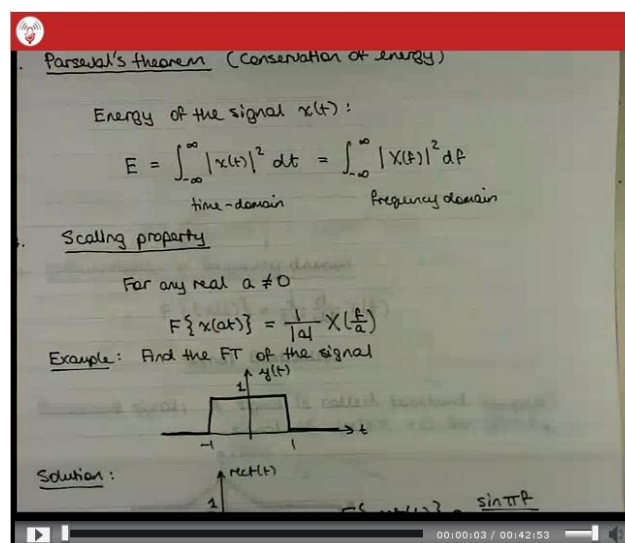 . Parseval's theorem (Conservation of energy)
Energy of the signal x(t):
E = ∫_{-∞}^{∞} |x(t)|² dt = ∫_{-∞}^{∞} |X(f)|² df
time-domain frequency domain
. Scaling property
For any real a ≠ 0
F{x(at)} = 1/|a| X(f/a)
Example: Find the FT of the signal
y(t)
1
-1 1 t
Solution: rect(t)
1 sin πf
00:00:03 / 00:42:53